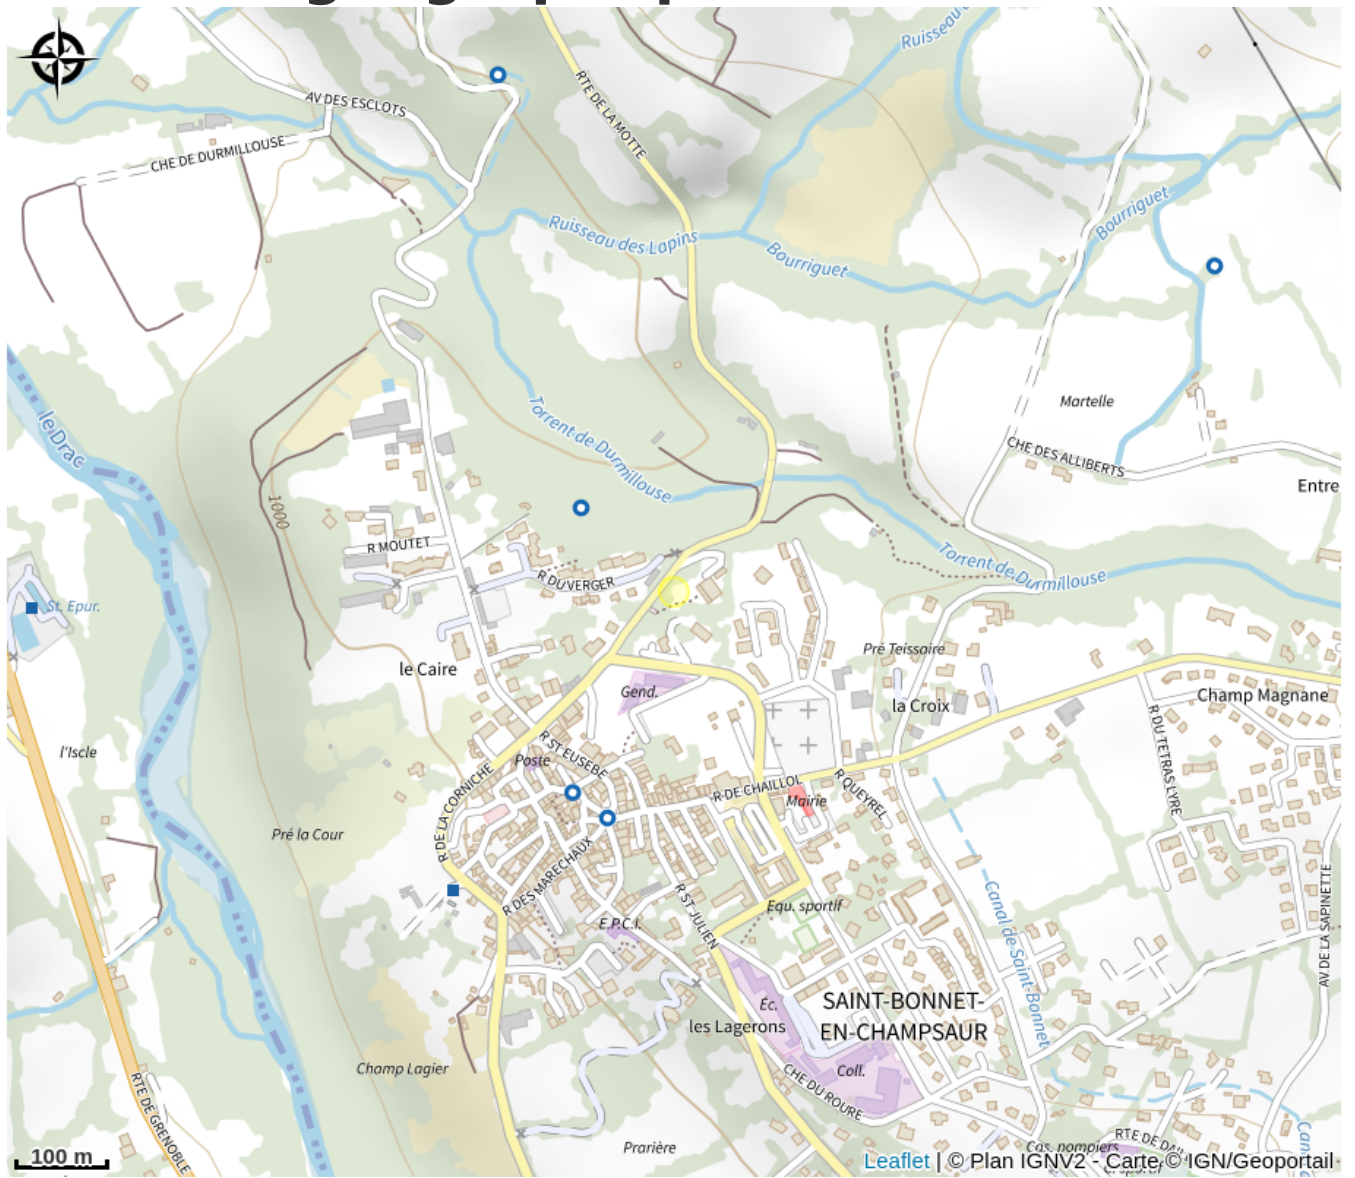 Ruisseau
RTE DE LA MOTTE
AV DES ESCLOTS
CHE DE DURMILLOUSE
Ruisseau des Lapins
Bourriguet
Bourriguet
le Drac
Torrent de Durmillouse
Martelle
CHE DES ALLIBERTS
Entre
1000
R MOUTET
R DU VERGER
Torrent de Durmillouse
St. Epur.
le Caire
Pré Teissaire
Gend.
la Croix
Champ Magnane
l'Iscle
R ST EUSEBE
Poste
R DU TETRAS LYRE
R DE LA CORNICHE
R DE CHAILLOL
Mairie
R QUEYREL
Pré la Cour
R DES MARECHAUX
R ST JULIEN
Equ. sportif
E.P.C.I.
Canal de Saint-Bonnet
AV DE LA SAPINETTE
Éc.
SAINT-BONNET-
EN-CHAMPSAUR
les Lagerons
Champ Lagier
Coll.
CHE DU ROURE
RTE DE GRENOBLE
Prarière
Cas. pompiers
100 m
Leaflet | © Plan IGNV2 - Carte © IGN/Geoportail